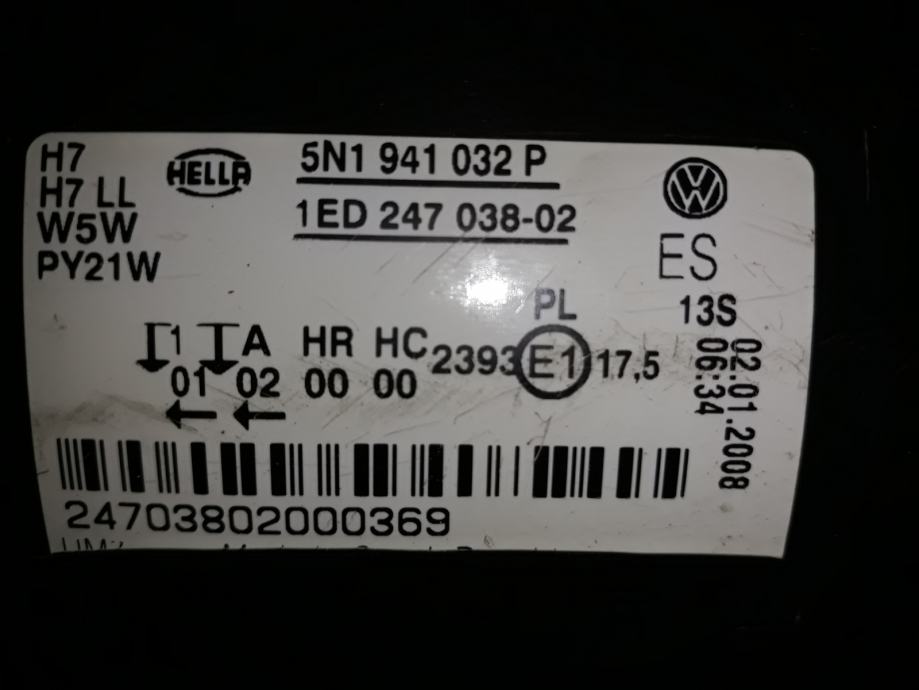 H7
H7 LL
W5W
PY21W
HELLA
5N1 941 032 P
1ED 247 038-02
VW
ES
PL
13S
1 A HR HC 2393 E1 17,5
01 02 00 00
02.01.2008
06:34
24703802000369